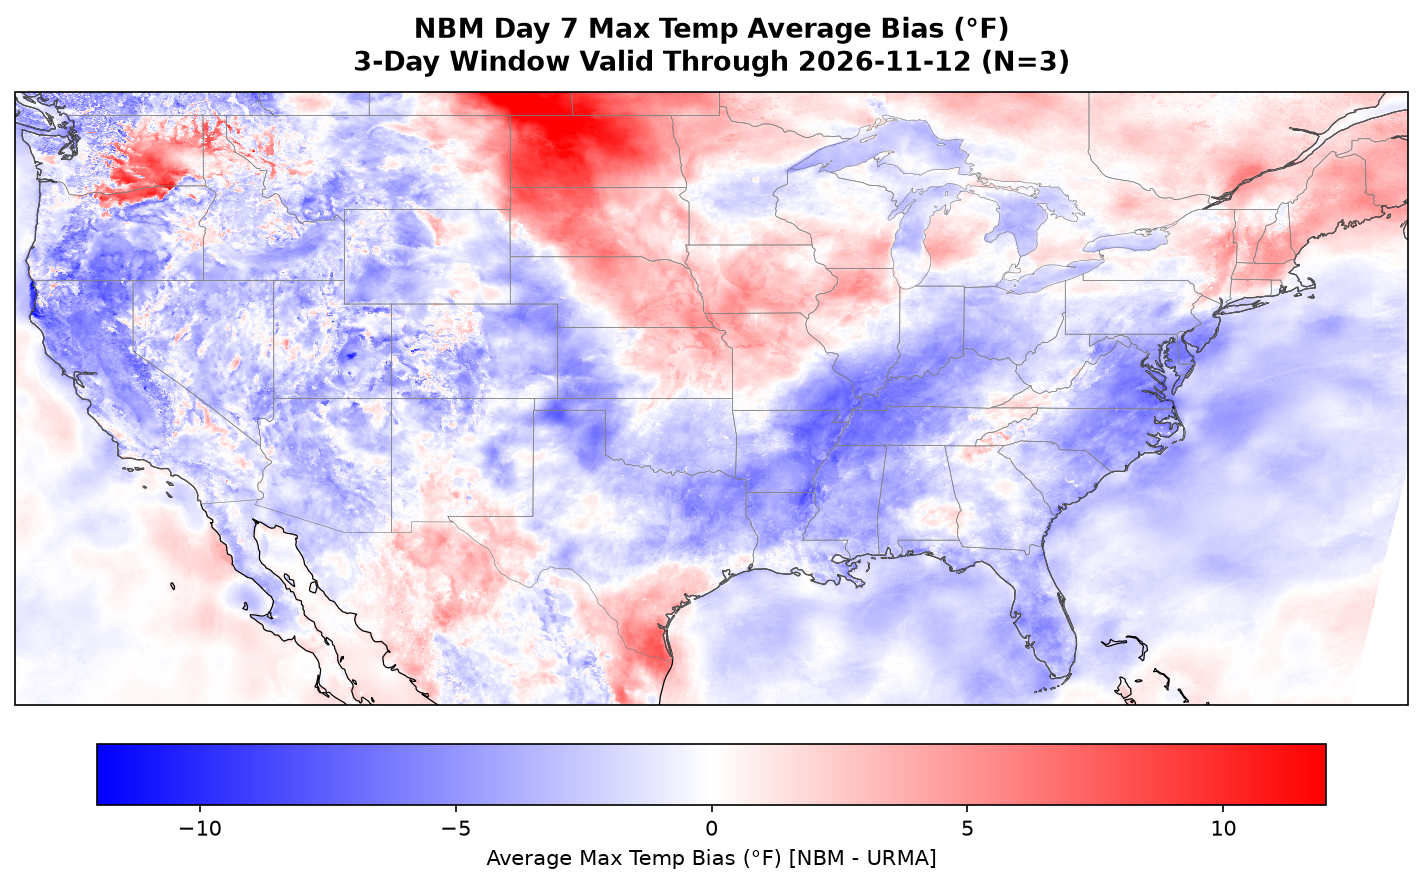 NBM Day 7 Max Temp Average Bias (°F)
3-Day Window Valid Through 2026-11-12 (N=3)
−10 −5 0 5 10
Average Max Temp Bias (°F) [NBM - URMA]